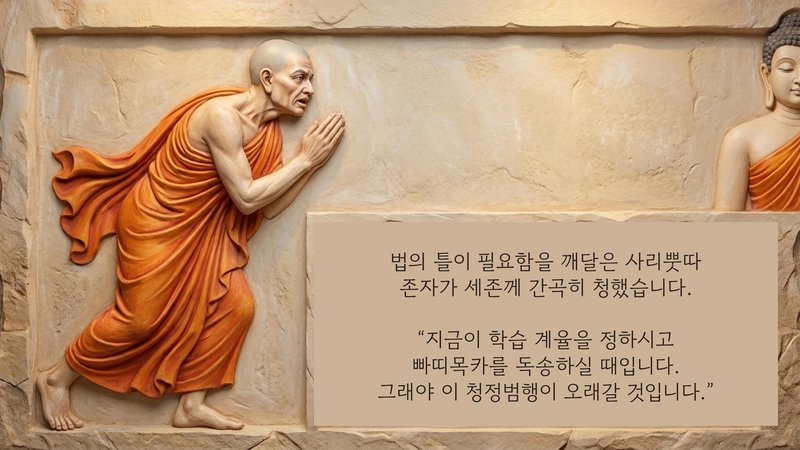 법의 틀이 필요함을 깨달은 사리뿟따
존자가 세존께 간곡히 청했습니다.
“지금이 학습 계율을 정하시고
빠띠목카를 독송하실 때입니다.
그래야 이 청정범행이 오래갈 것입니다.”